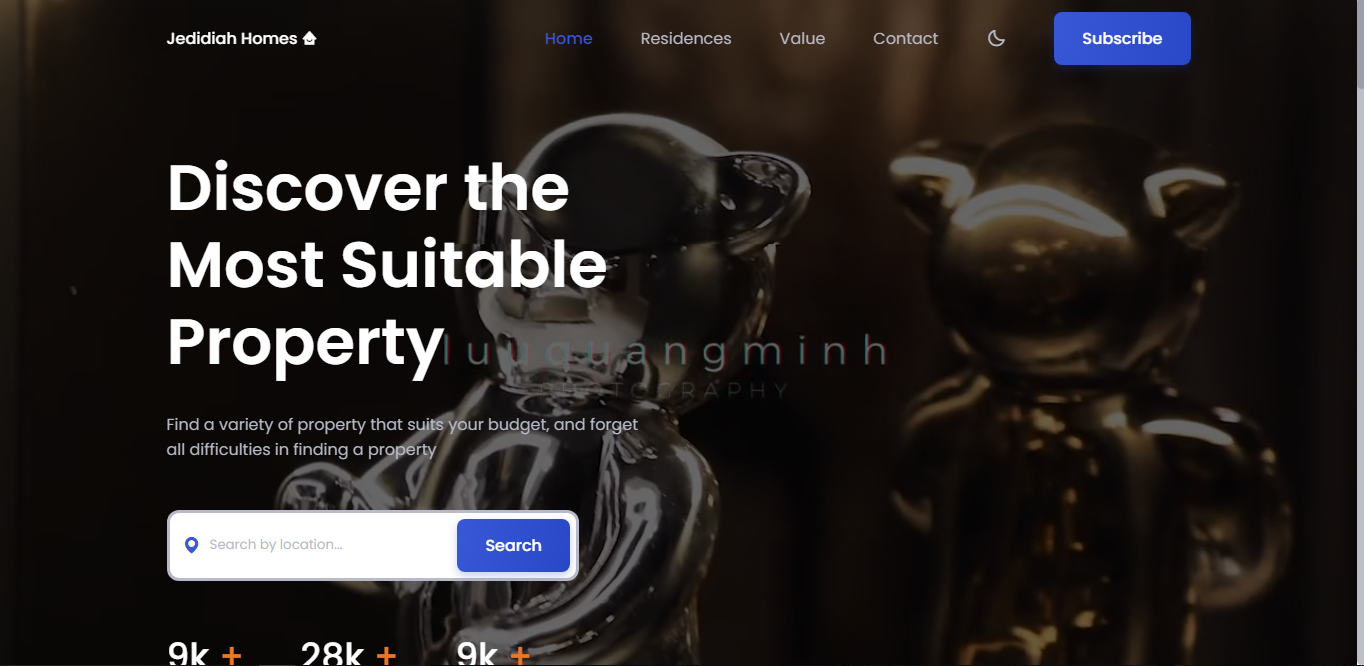 Jedidiah Homes
Home
Residences
Value
Contact
Subscribe
Discover the
Most Suitable
Property
luuquangminh
PHOTOGRAPHY
Find a variety of property that suits your budget, and forget
all difficulties in finding a property
Search by location...
Search
9k +
28k +
9k +